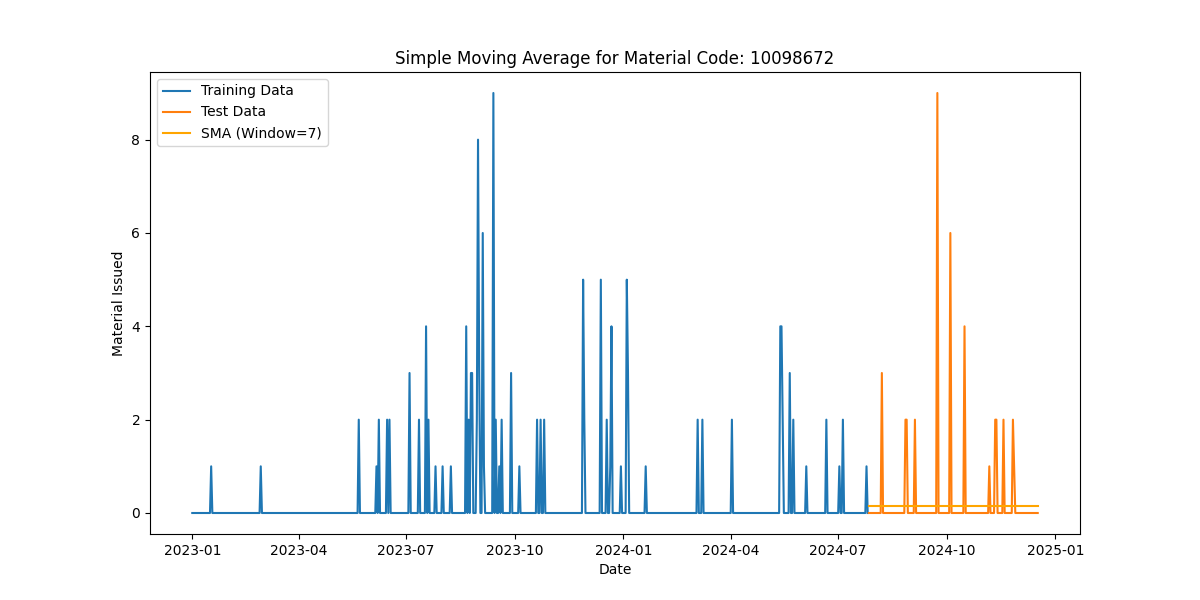 Simple Moving Average for Material Code: 10098672
Training Data
Test Data
SMA (Window=7)
Material Issued
8
6
4
2
0
2023-01 2023-04 2023-07 2023-10 2024-01 2024-04 2024-07 2024-10 2025-01
Date